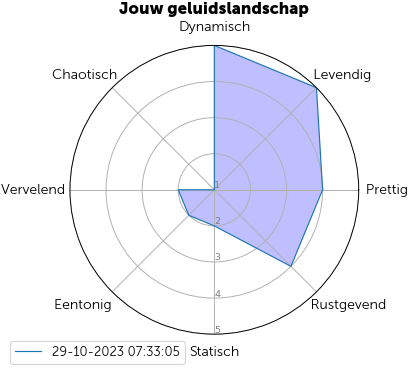 Jouw geluidslandschap
Dynamisch
Chaotisch
Levendig
Vervelend
Prettig
1
2
3
4
5
Eentonig
Rustgevend
Statisch
29-10-2023 07:33:05